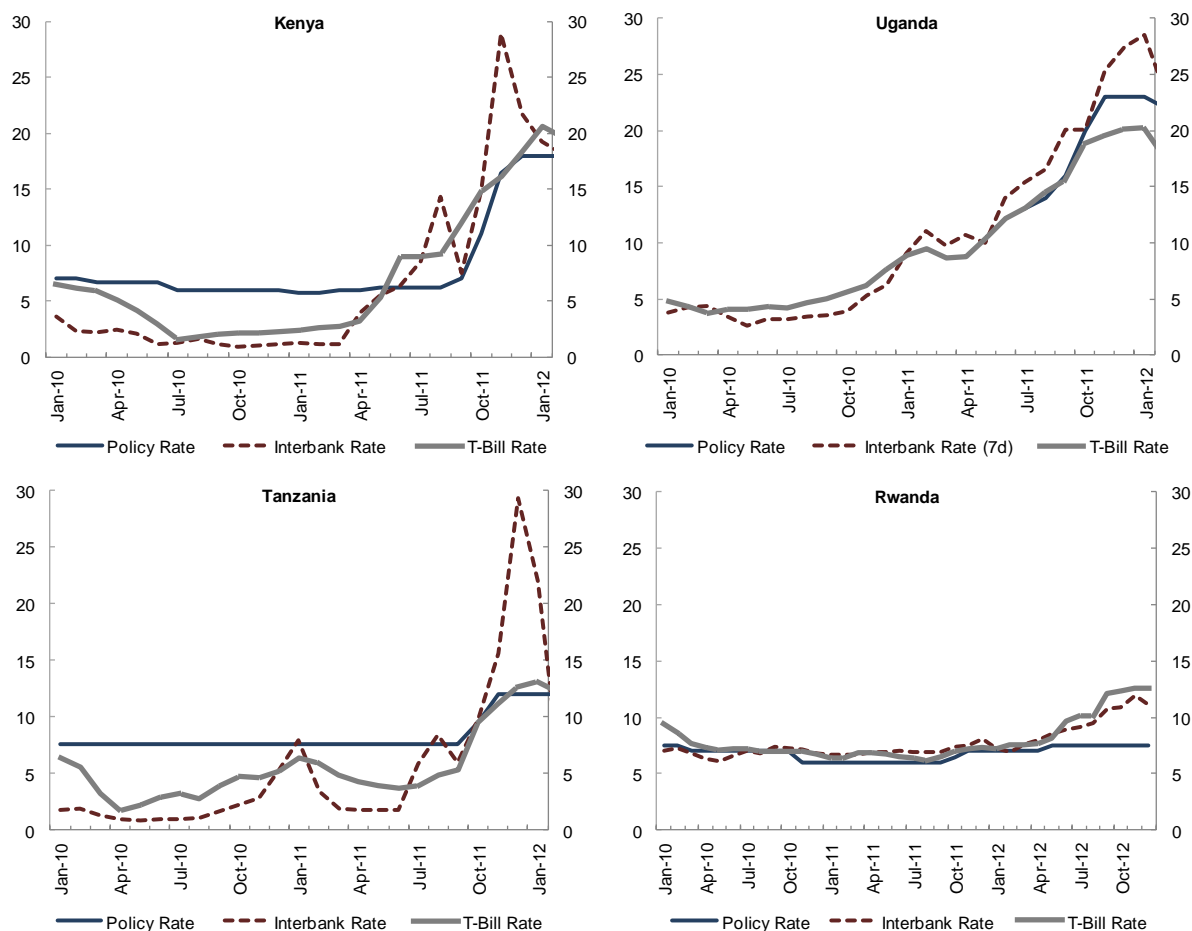 Kenya
30 30
25 25
20 20
15 15
10 10
5 5
0 0
Jan-10 Apr-10 Jul-10 Oct-10 Jan-11 Apr-11 Jul-11 Oct-11 Jan-12
Policy Rate Interbank Rate T-Bill Rate
Uganda
30 30
25 25
20 20
15 15
10 10
5 5
0 0
Jan-10 Apr-10 Jul-10 Oct-10 Jan-11 Apr-11 Jul-11 Oct-11 Jan-12
Policy Rate Interbank Rate (7d) T-Bill Rate
Tanzania
30 30
25 25
20 20
15 15
10 10
5 5
0 0
Jan-10 Apr-10 Jul-10 Oct-10 Jan-11 Apr-11 Jul-11 Oct-11 Jan-12
Policy Rate Interbank Rate T-Bill Rate
Rwanda
30 30
25 25
20 20
15 15
10 10
5 5
0 0
Jan-10 Apr-10 Jul-10 Oct-10 Jan-11 Apr-11 Jul-11 Oct-11 Jan-12 Apr-12 Jul-12 Oct-12
Policy Rate Interbank Rate T-Bill Rate